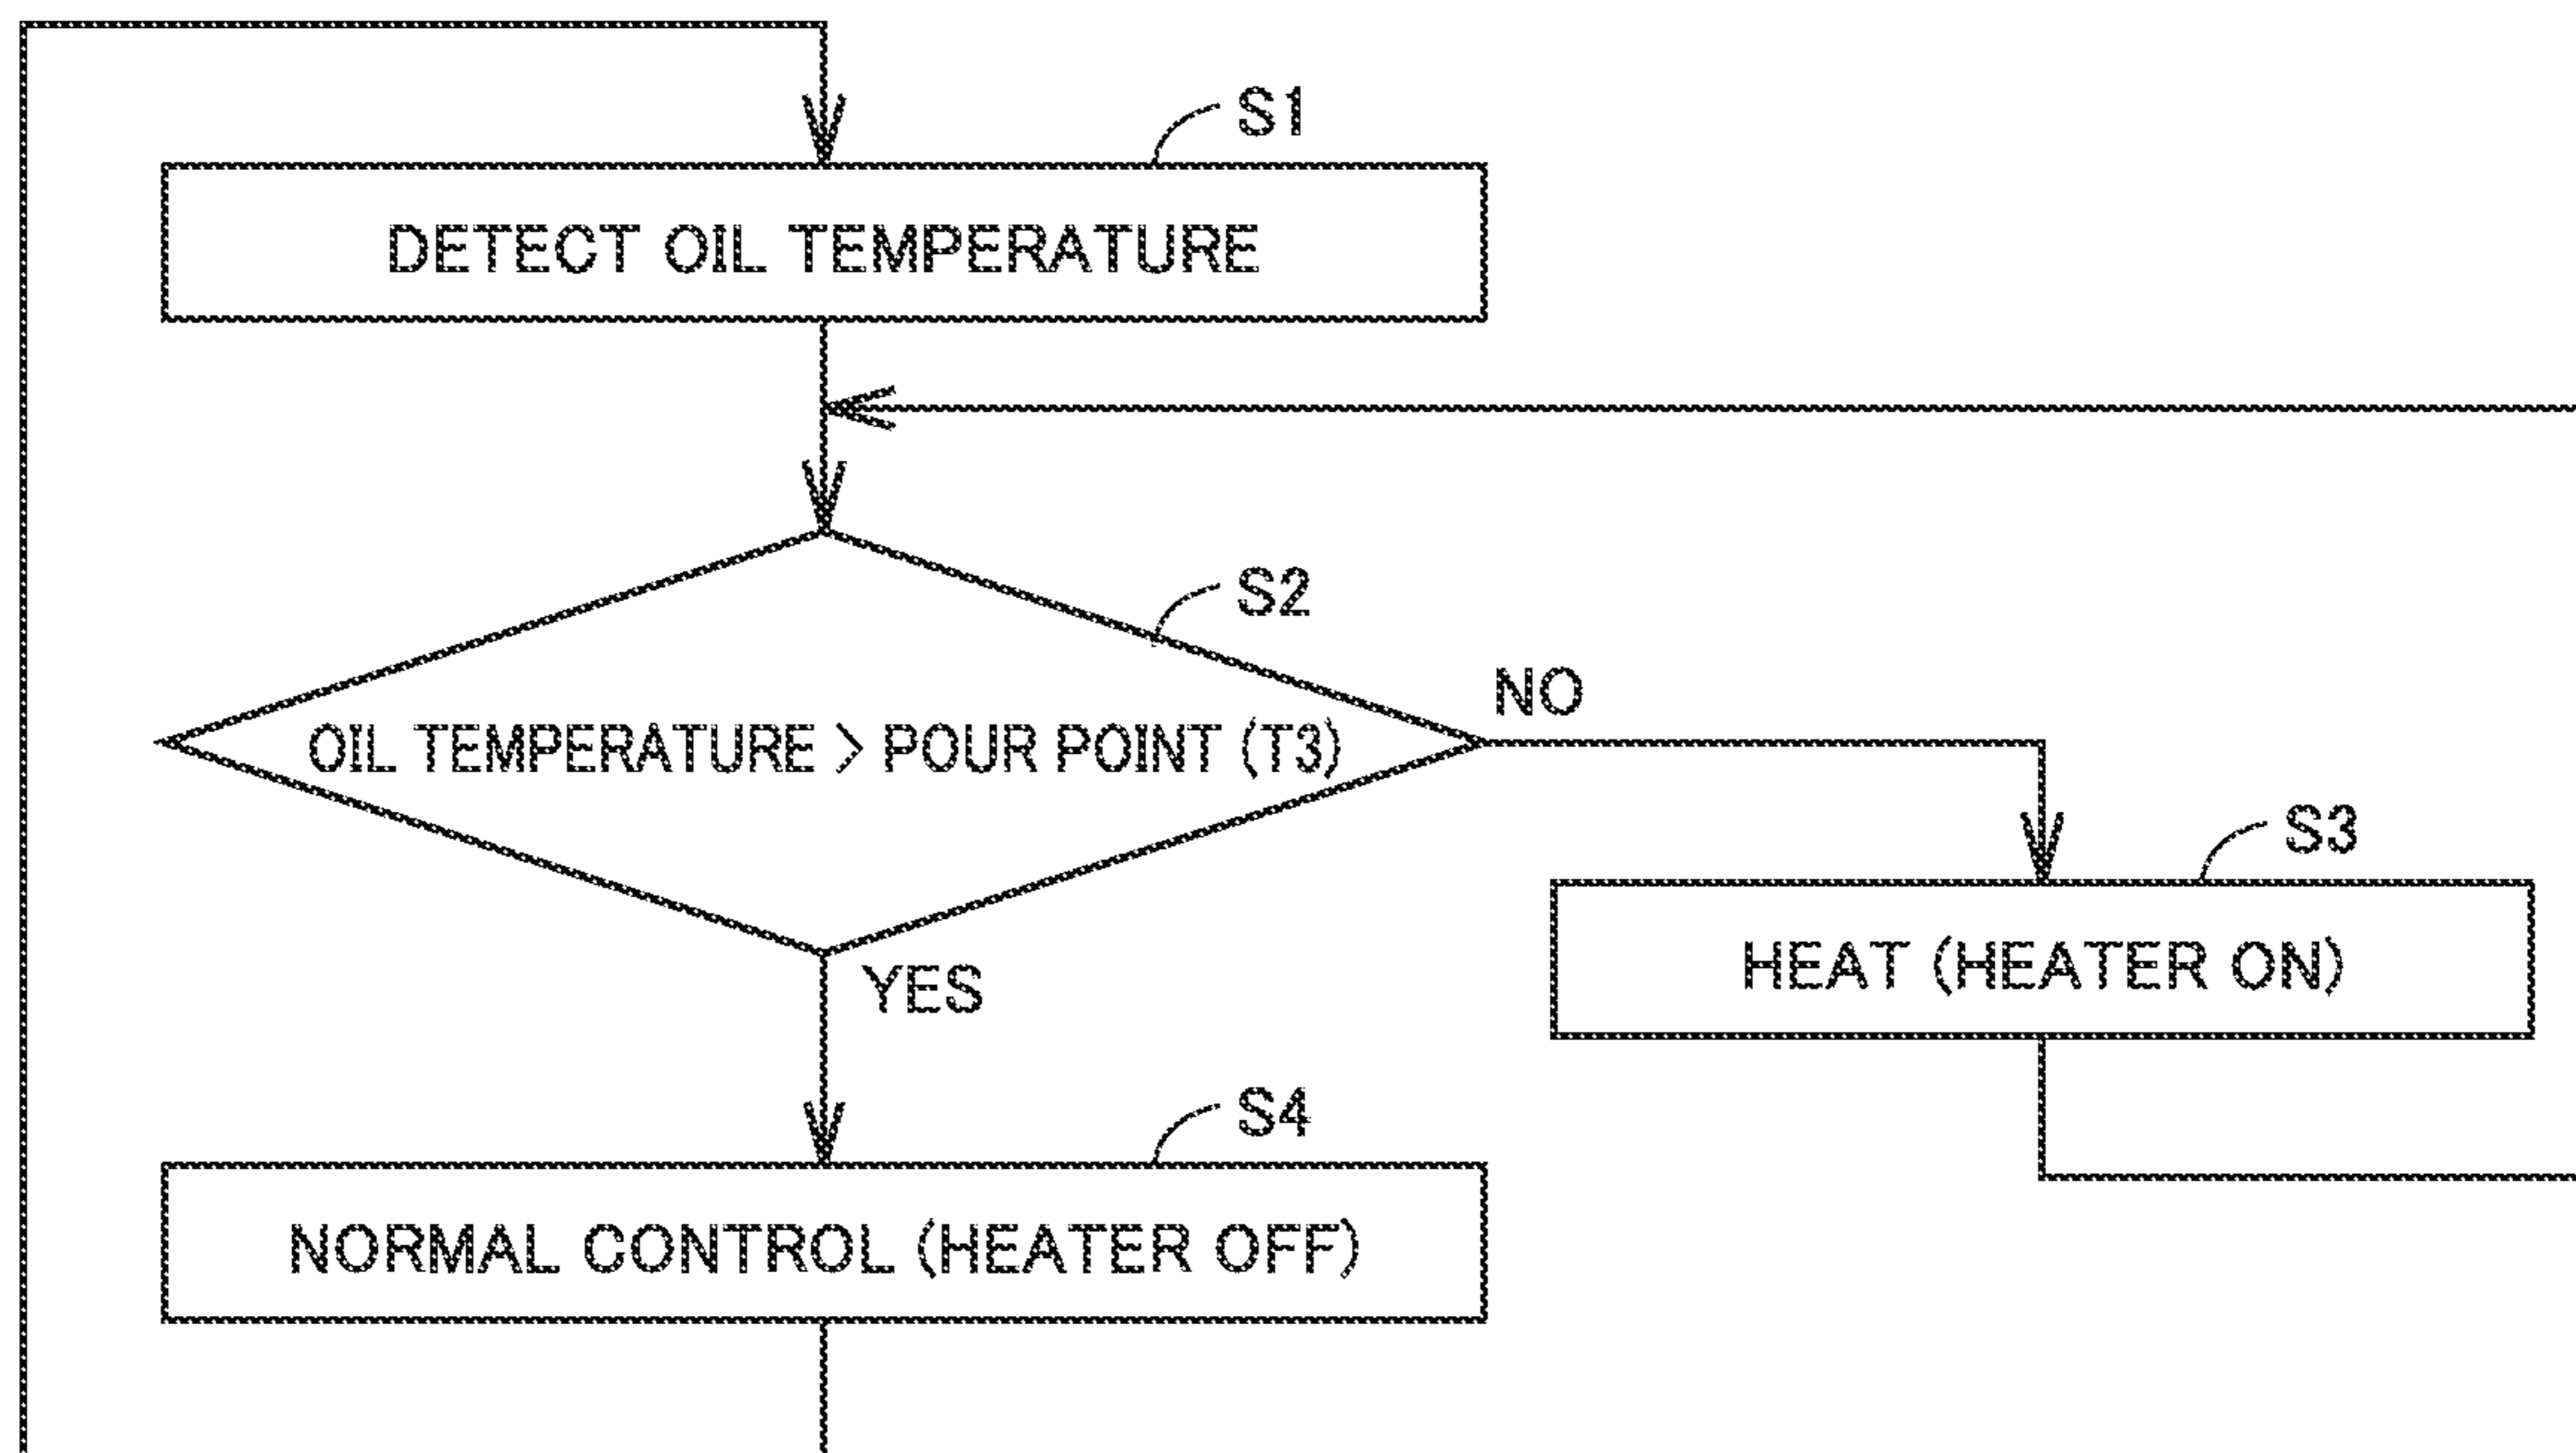 S1
DETECT OIL TEMPERATURE
S2
NO
OIL TEMPERATURE > POUR POINT (T3)
S3
HEAT (HEATER ON)
YES
S4
NORMAL CONTROL (HEATER OFF)